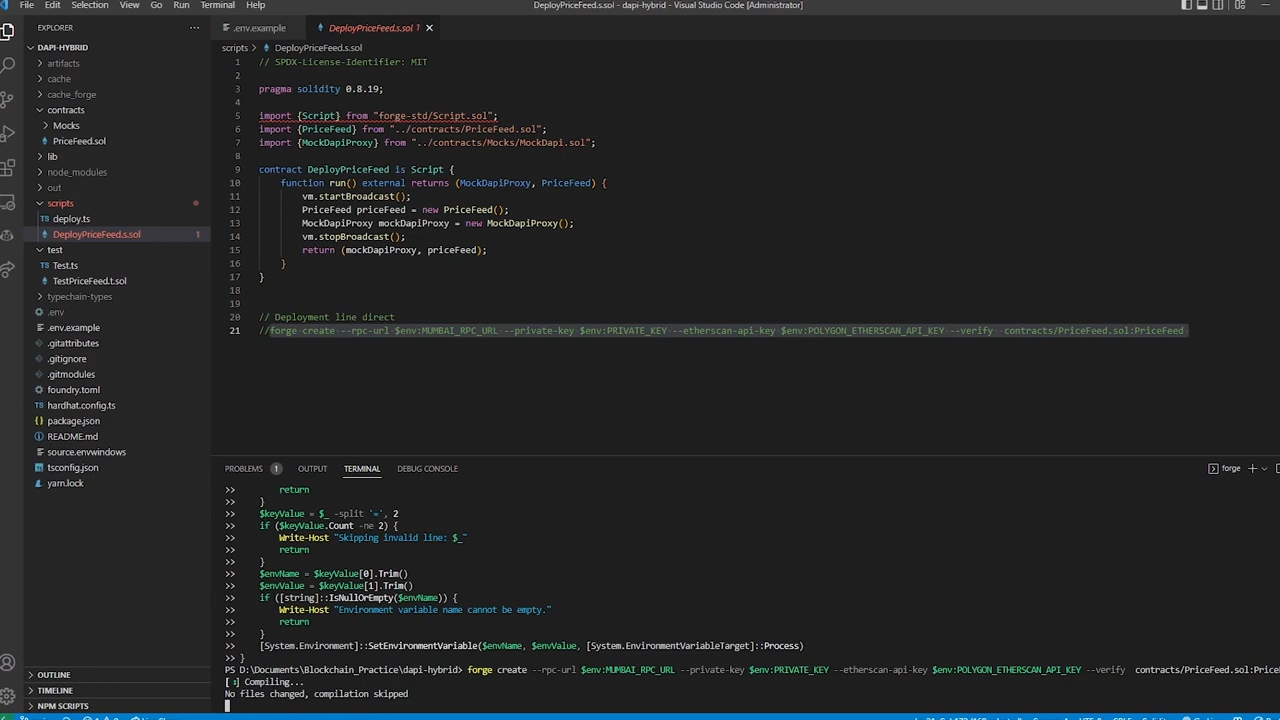 File Edit Selection View Go Run Terminal Help
DeployPriceFeed.s.sol - dapi-hybrid - Visual Studio Code [Administrator]
EXPLORER
DAPI-HYBRID
artifacts
cache
cache_forge
contracts
Mocks
PriceFeed.sol
lib
node_modules
out
scripts
deploy.ts
DeployPriceFeed.s.sol 1
test
Test.ts
TestPriceFeed.t.sol
typechain-types
.env
.env.example
.gitattributes
.gitignore
.gitmodules
foundry.toml
hardhat.config.ts
package.json
README.md
source.envwindows
tsconfig.json
yarn.lock
OUTLINE
TIMELINE
NPM SCRIPTS
.env.example
DeployPriceFeed.s.sol 1
scripts > DeployPriceFeed.s.sol
1 // SPDX-License-Identifier: MIT
2
3 pragma solidity 0.8.19;
4
5 import {Script} from "forge-std/Script.sol";
6 import {PriceFeed} from "../contracts/PriceFeed.sol";
7 import {MockDapiProxy} from "../contracts/Mocks/MockDapi.sol";
8
9 contract DeployPriceFeed is Script {
10 function run() external returns (MockDapiProxy, PriceFeed) {
11 vm.startBroadcast();
12 PriceFeed priceFeed = new PriceFeed();
13 MockDapiProxy mockDapiProxy = new MockDapiProxy();
14 vm.stopBroadcast();
15 return (mockDapiProxy, priceFeed);
16 }
17 }
18
19
20 // Deployment line direct
21 //forge create --rpc-url $env:MUMBAI_RPC_URL --private-key $env:PRIVATE_KEY --etherscan-api-key $env:POLYGON_ETHERSCAN_API_KEY --verify contracts/PriceFeed.sol:PriceFeed
PROBLEMS 1 OUTPUT TERMINAL DEBUG CONSOLE
forge
>> return
>> }
>> $keyValue = $_ -split '=', 2
>> if ($keyValue.Count -ne 2) {
>> Write-Host "Skipping invalid line: $_"
>> return
>> }
>> $envName = $keyValue[0].Trim()
>> $envValue = $keyValue[1].Trim()
>> if ([string]::IsNullOrEmpty($envName)) {
>> Write-Host "Environment variable name cannot be empty."
>> return
>> }
>> [System.Environment]::SetEnvironmentVariable($envName, $envValue, [System.EnvironmentVariableTarget]::Process)
>> }
PS D:\Documents\Blockchain_Practice\dapi-hybrid> forge create --rpc-url $env:MUMBAI_RPC_URL --private-key $env:PRIVATE_KEY --etherscan-api-key $env:POLYGON_ETHERSCAN_API_KEY --verify contracts/PriceFeed.sol:PriceFe
[⠆] Compiling...
No files changed, compilation skipped